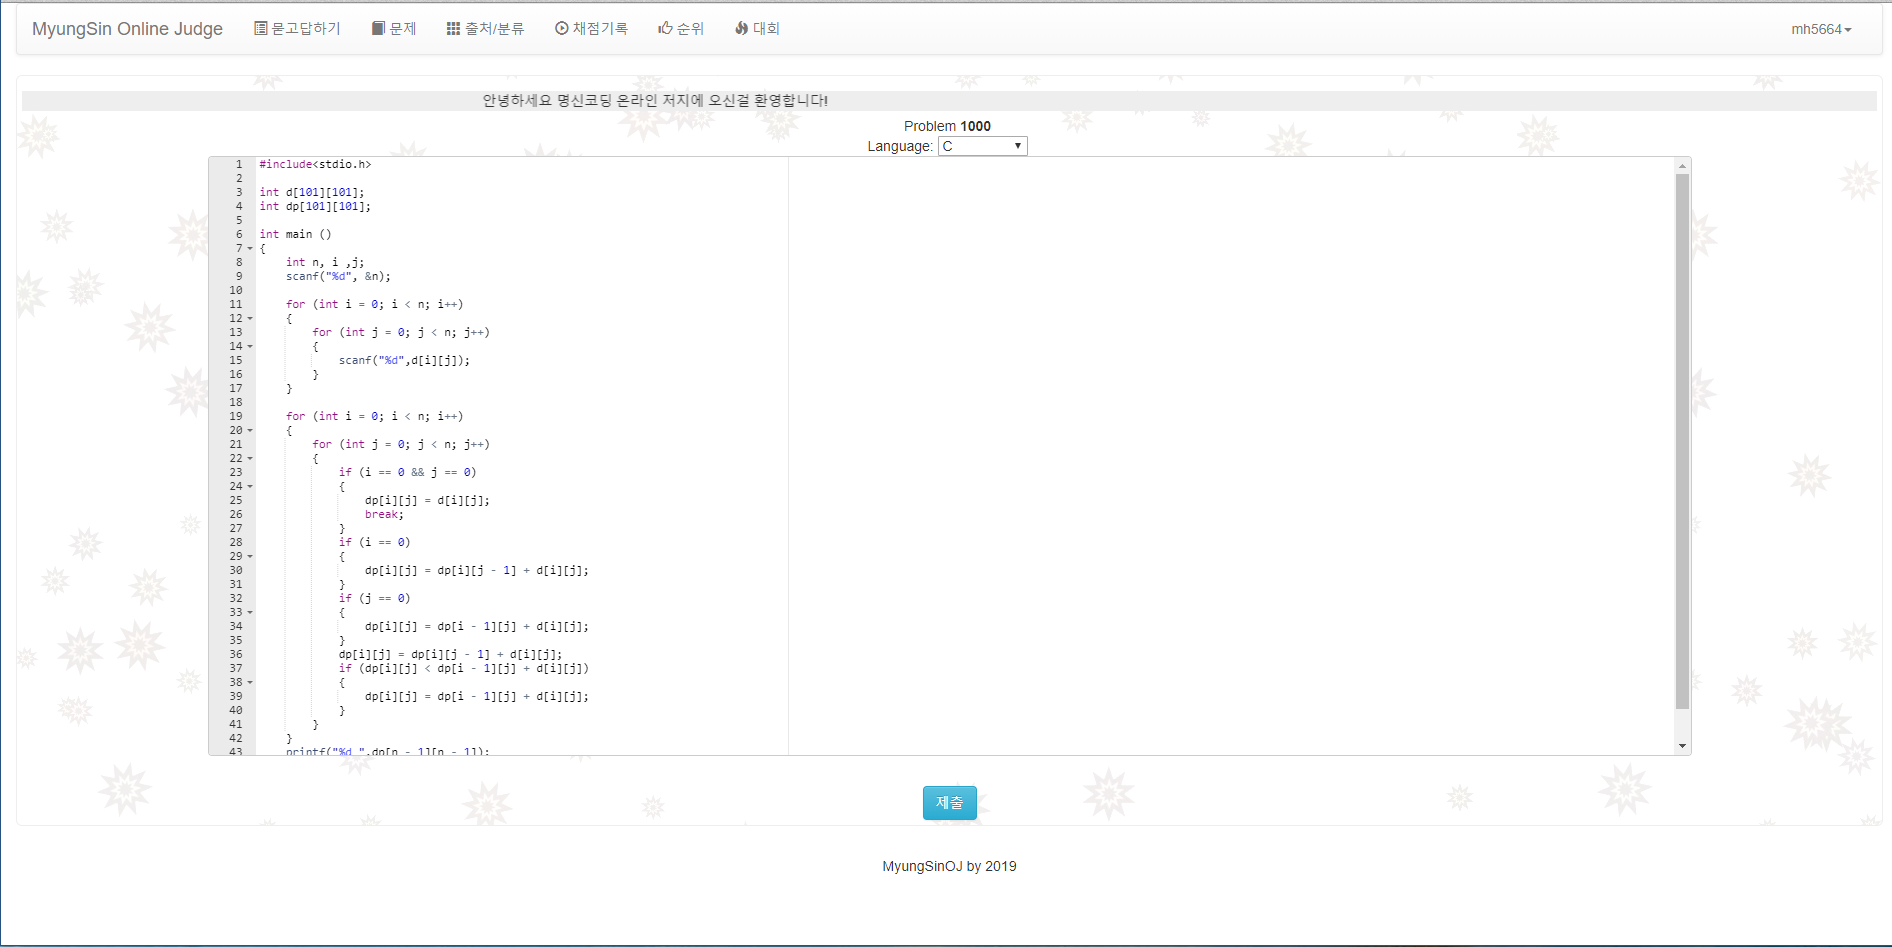 MyungSin Online Judge 묻고답하기 문제 출처/분류 채점기록 순위 대회 mh5664
안녕하세요 명신코딩 온라인 저지에 오신걸 환영합니다!
Problem 1000
Language: C
1 #include<stdio.h>
2
3 int d[101][101];
4 int dp[101][101];
5
6 int main ()
7 {
8 int n, i ,j;
9 scanf("%d", &n);
10
11 for (int i = 0; i < n; i++)
12 {
13 for (int j = 0; j < n; j++)
14 {
15 scanf("%d",d[i][j]);
16 }
17 }
18
19 for (int i = 0; i < n; i++)
20 {
21 for (int j = 0; j < n; j++)
22 {
23 if (i == 0 && j == 0)
24 {
25 dp[i][j] = d[i][j];
26 break;
27 }
28 if (i == 0)
29 {
30 dp[i][j] = dp[i][j - 1] + d[i][j];
31 }
32 if (j == 0)
33 {
34 dp[i][j] = dp[i - 1][j] + d[i][j];
35 }
36 dp[i][j] = dp[i][j - 1] + d[i][j];
37 if (dp[i][j] < dp[i - 1][j] + d[i][j])
38 {
39 dp[i][j] = dp[i - 1][j] + d[i][j];
40 }
41 }
42 }
43 printf("%d ",dp[n - 1][n - 1]);
제출
MyungSinOJ by 2019